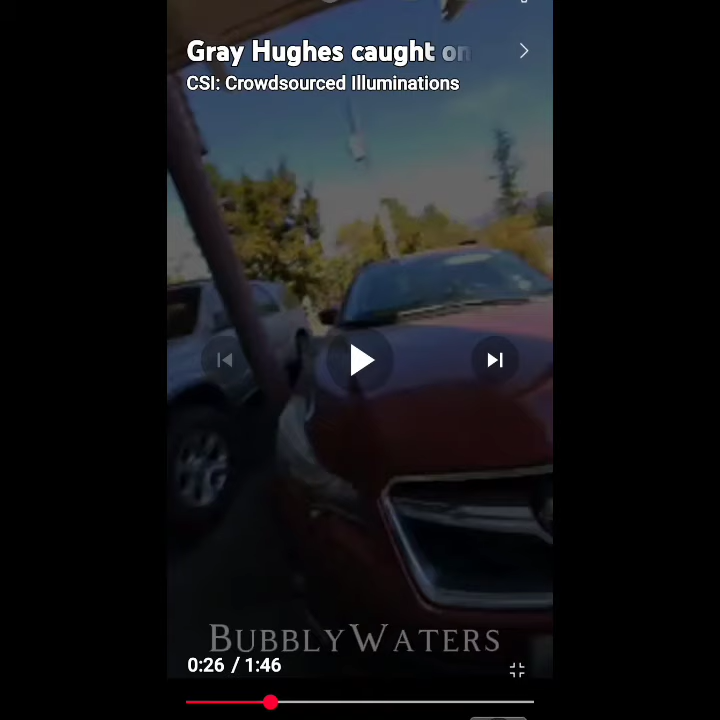 Gray Hughes caught on
CSI: Crowdsourced Illuminations
BUBBLYWATERS
0:26 / 1:46